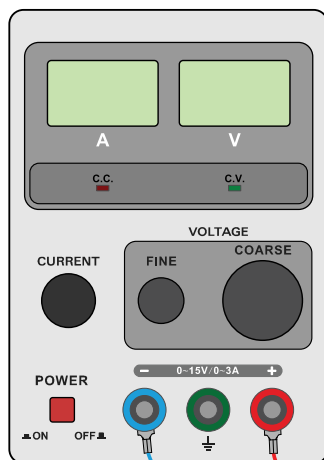 A V
C.C. C.V.
VOLTAGE
CURRENT FINE COARSE
POWER
− 0~15V/0~3A +
ON OFF